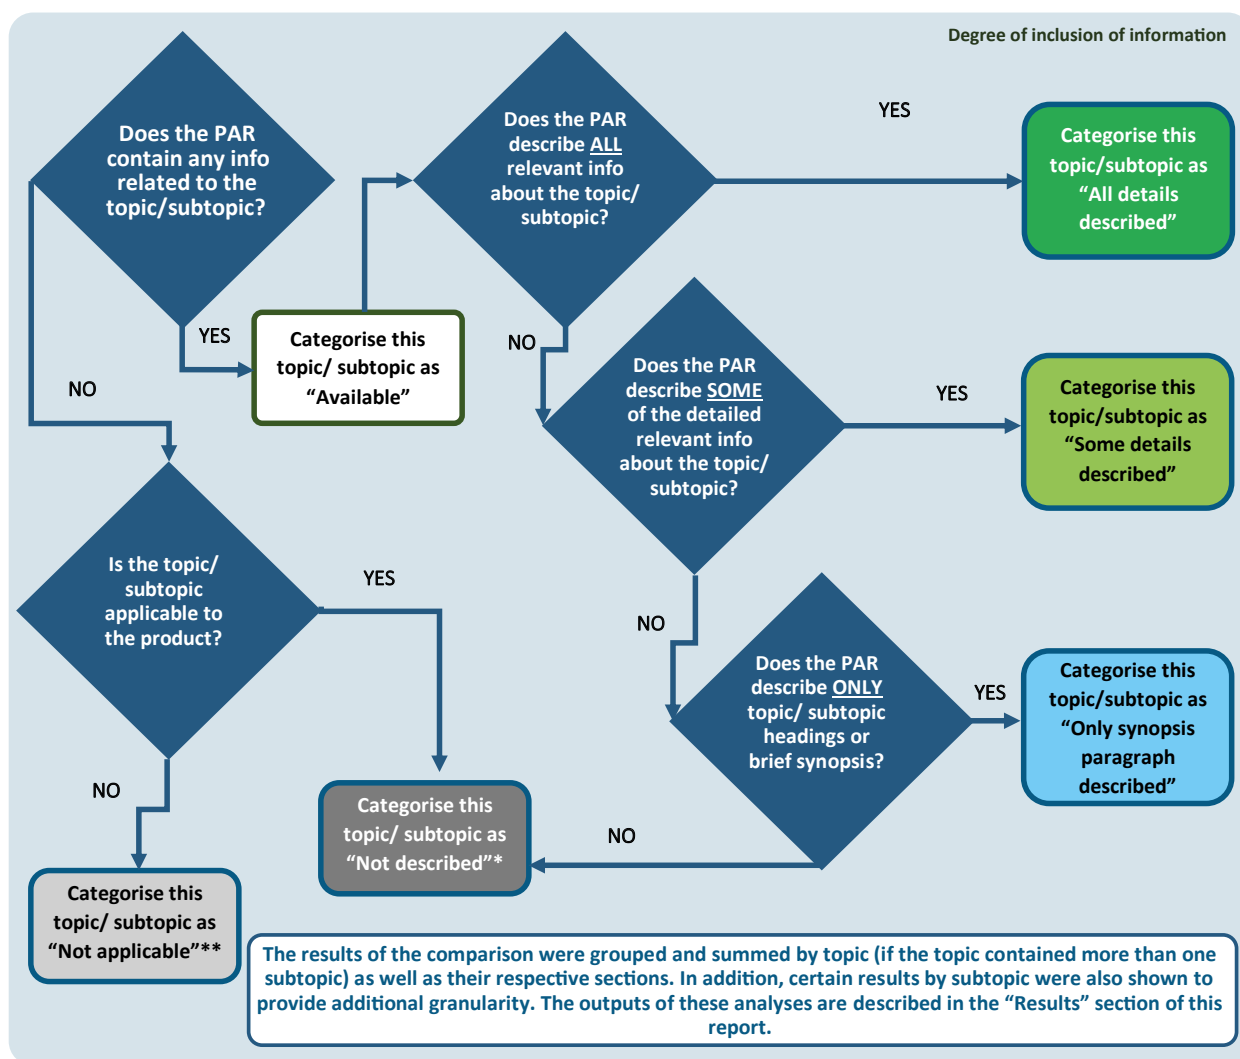 Degree of inclusion of information
Does the PAR
contain any info
related to the
topic/subtopic?
YES
NO
Categorise this
topic/ subtopic as
“Available”
Does the PAR
describe ALL
relevant info
about the topic/
subtopic?
YES
Categorise this
topic/subtopic as
“All details
described”
NO
Does the PAR
describe SOME
of the detailed
relevant info
about the topic/
subtopic?
YES
Categorise this
topic/subtopic as
“Some details
described”
NO
Does the PAR
describe ONLY
topic/ subtopic
headings or
brief synopsis?
YES
Categorise this
topic/subtopic as
“Only synopsis
paragraph
described”
NO
Is the topic/
subtopic
applicable to
the product?
YES
Categorise this
topic/ subtopic as
“Not described”*
NO
Categorise this
topic/ subtopic as
“Not applicable”**
The results of the comparison were grouped and summed by topic (if the topic contained more than one
subtopic) as well as their respective sections. In addition, certain results by subtopic were also shown to
provide additional granularity. The outputs of these analyses are described in the “Results” section of this
report.